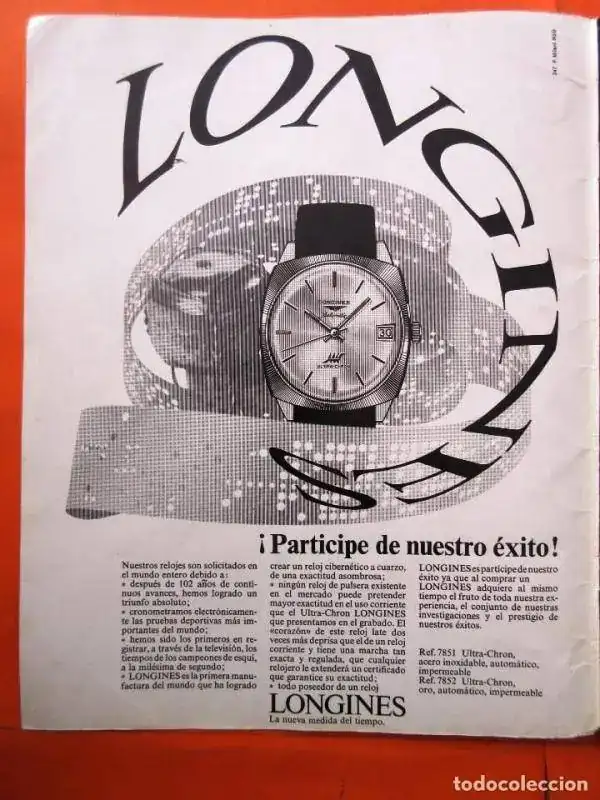 LONGINES
247 P.
LONGINES
30
ULTRA-CHRON
¡Participe de nuestro éxito!
Nuestros relojes son solicitados en
el mundo entero debido a:
• después de 102 años de conti-
nuos avances, hemos logrado un
triunfo absoluto;
• cronometramos electrónicamen-
te las pruebas deportivas más im-
portantes del mundo;
• hemos sido los primeros en re-
gistrar, a través de la televisión, los
tiempos de los campeones de esquí,
a la milésima de segundo;
• LONGINES es la primera manu-
factura del mundo que ha logrado
crear un reloj cibernético a cuarzo,
de una exactitud asombrosa;
• ningún reloj de pulsera existente
en el mercado puede pretender
mayor exactitud en el uso corriente
que el Ultra-Chron LONGINES
que presentamos en el grabado. El
«corazón» de este reloj late dos
veces más deprisa que el de un reloj
corriente y tiene una marcha tan
exacta y regulada, que cualquier
relojero le extenderá un certificado
que garantice su exactitud;
• todo poseedor de un reloj
LONGINES
La nueva medida del tiempo.
LONGINES es participe de nuestro
éxito ya que al comprar un
LONGINES adquiere al mismo
tiempo el fruto de toda nuestra ex-
periencia, el conjunto de nuestras
investigaciones y el prestigio de
nuestros éxitos.
Ref. 7851 Ultra-Chron,
acero inoxidable, automático,
impermeable
Ref. 7852 Ultra-Chron,
oro, automático, impermeable
todocoleccion